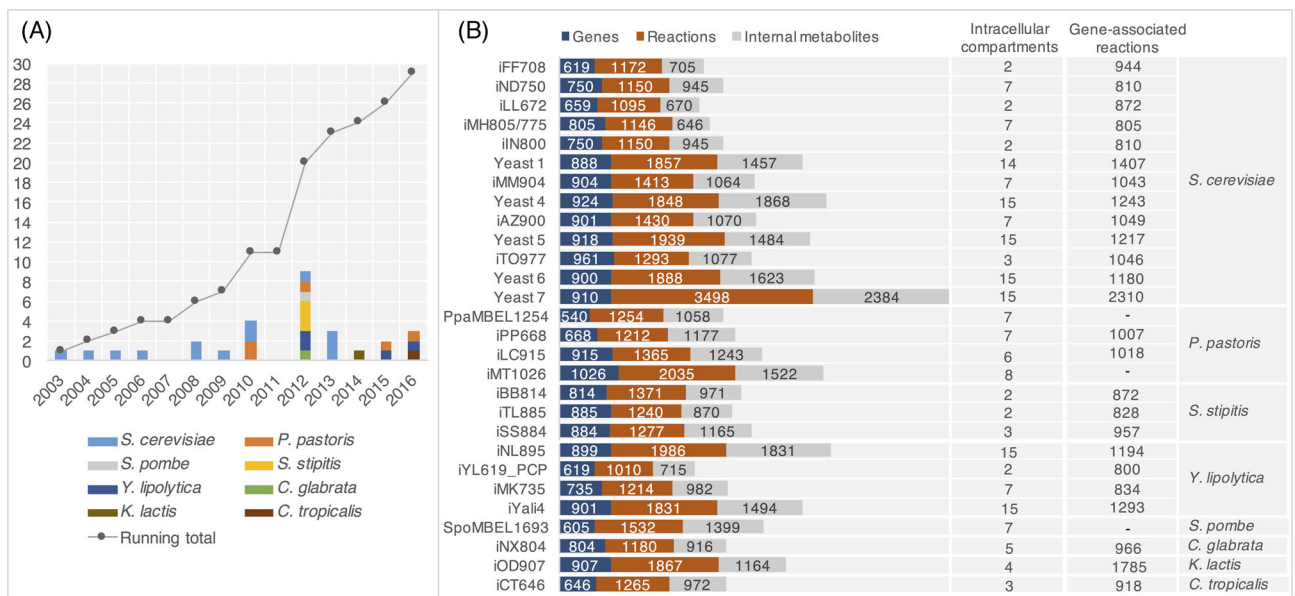 (A)
30
28
26
24
22
20
18
16
14
12
10
8
6
4
2
0
2003 2004 2005 2006 2007 2008 2009 2010 2011 2012 2013 2014 2015 2016
S. cerevisiae P. pastoris
S. pombe S. stipitis
Y. lipolytica C. glabrata
K. lactis C. tropicalis
Running total
(B)
Genes Reactions Internal metabolites
Intracellular compartments
Gene-associated reactions
iFF708 619 1172 705 2 944
iND750 750 1150 945 7 810
iLL672 659 1095 670 2 872
iMH805/775 805 1146 646 7 805
iIN800 750 1150 945 2 810
Yeast 1 888 1857 1457 14 1407
iMM904 904 1413 1064 7 1043
S. cerevisiae
Yeast 4 924 1848 1868 15 1243
iAZ900 901 1430 1070 7 1049
Yeast 5 918 1939 1484 15 1217
iTO977 961 1293 1077 3 1046
Yeast 6 900 1888 1623 15 1180
Yeast 7 910 3498 2384 15 2310
PpaMBEL1254 540 1254 1058 7 -
iPP668 668 1212 1177 7 1007
P. pastoris
iLC915 915 1365 1243 6 1018
iMT1026 1026 2035 1522 8 -
iBB814 814 1371 971 2 872
iTL885 885 1240 870 2 828 S. stipitis
iSS884 884 1277 1165 3 957
iNL895 899 1986 1831 15 1194
iYL619_PCP 619 1010 715 2 800
Y. lipolytica
iMK735 735 1214 982 7 834
iYali4 901 1831 1494 15 1293
SpoMBEL1693 605 1532 1399 7 - S. pombe
iNX804 804 1180 916 5 966 C. glabrata
iOD907 907 1867 1164 4 1785 K. lactis
iCT646 646 1265 972 3 918 C. tropicalis